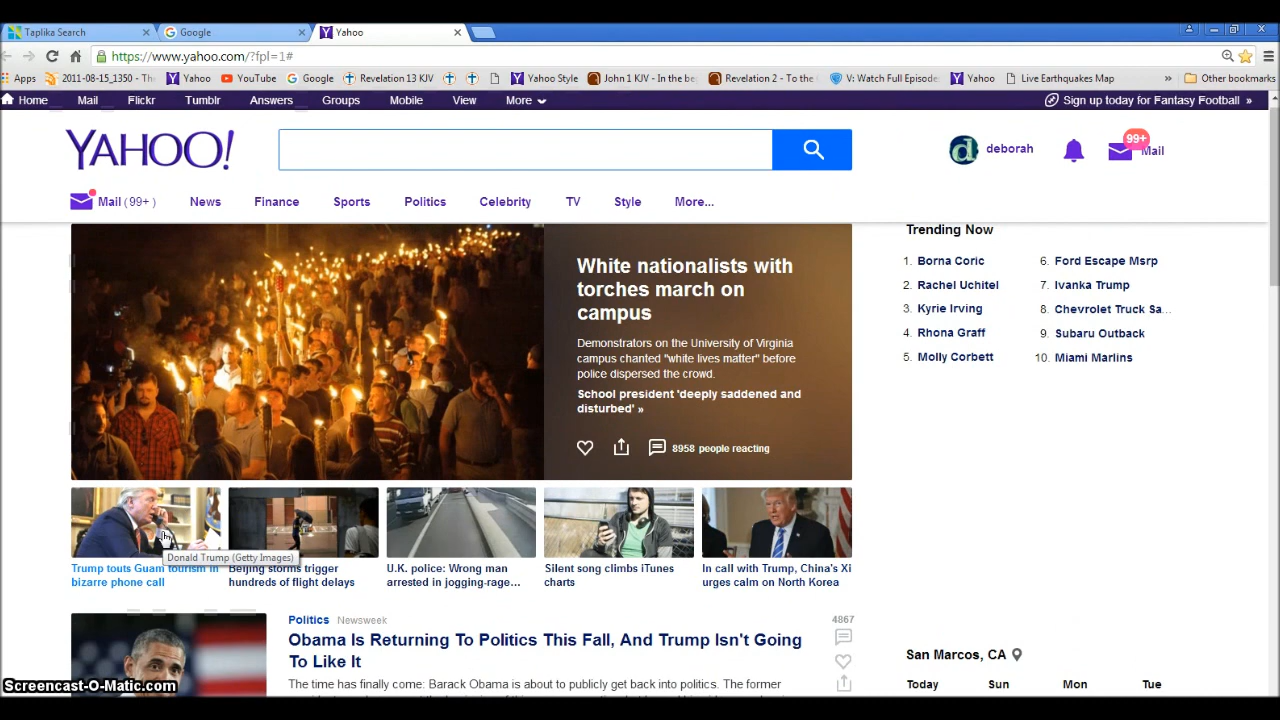 Taplika Search
Google
Yahoo
https://www.yahoo.com/?fpl=1#
Apps
2011-08-15_1350 - The
Yahoo
YouTube
Google
Revelation 13 KJV
Yahoo Style
John 1 KJV - In the be
Revelation 2 - To the
V: Watch Full Episode
Yahoo
Live Earthquakes Map
»
Other bookmarks
Home
Mail
Flickr
Tumblr
Answers
Groups
Mobile
View
More
Sign up today for Fantasy Football »
YAHOO!
d
deborah
99+
Mail
Mail (99+)
News
Finance
Sports
Politics
Celebrity
TV
Style
More...
White nationalists with
torches march on
campus
Demonstrators on the University of Virginia
campus chanted "white lives matter" before
police dispersed the crowd.
School president 'deeply saddened and
disturbed' »
8958 people reacting
Trending Now
1. Borna Coric
2. Rachel Uchitel
3. Kyrie Irving
4. Rhona Graff
5. Molly Corbett
6. Ford Escape Msrp
7. Ivanka Trump
8. Chevrolet Truck Sa...
9. Subaru Outback
10. Miami Marlins
Donald Trump (Getty Images)
Trump touts Guam tourism in
bizarre phone call
Beijing storms trigger
hundreds of flight delays
U.K. police: Wrong man
arrested in jogging-rage...
Silent song climbs iTunes
charts
In call with Trump, China's Xi
urges calm on North Korea
Politics Newsweek
Obama Is Returning To Politics This Fall, And Trump Isn't Going
To Like It
The time has finally come: Barack Obama is about to publicly get back into politics. The former
4867
San Marcos, CA
Today
Sun
Mon
Tue
Screencast-O-Matic.com